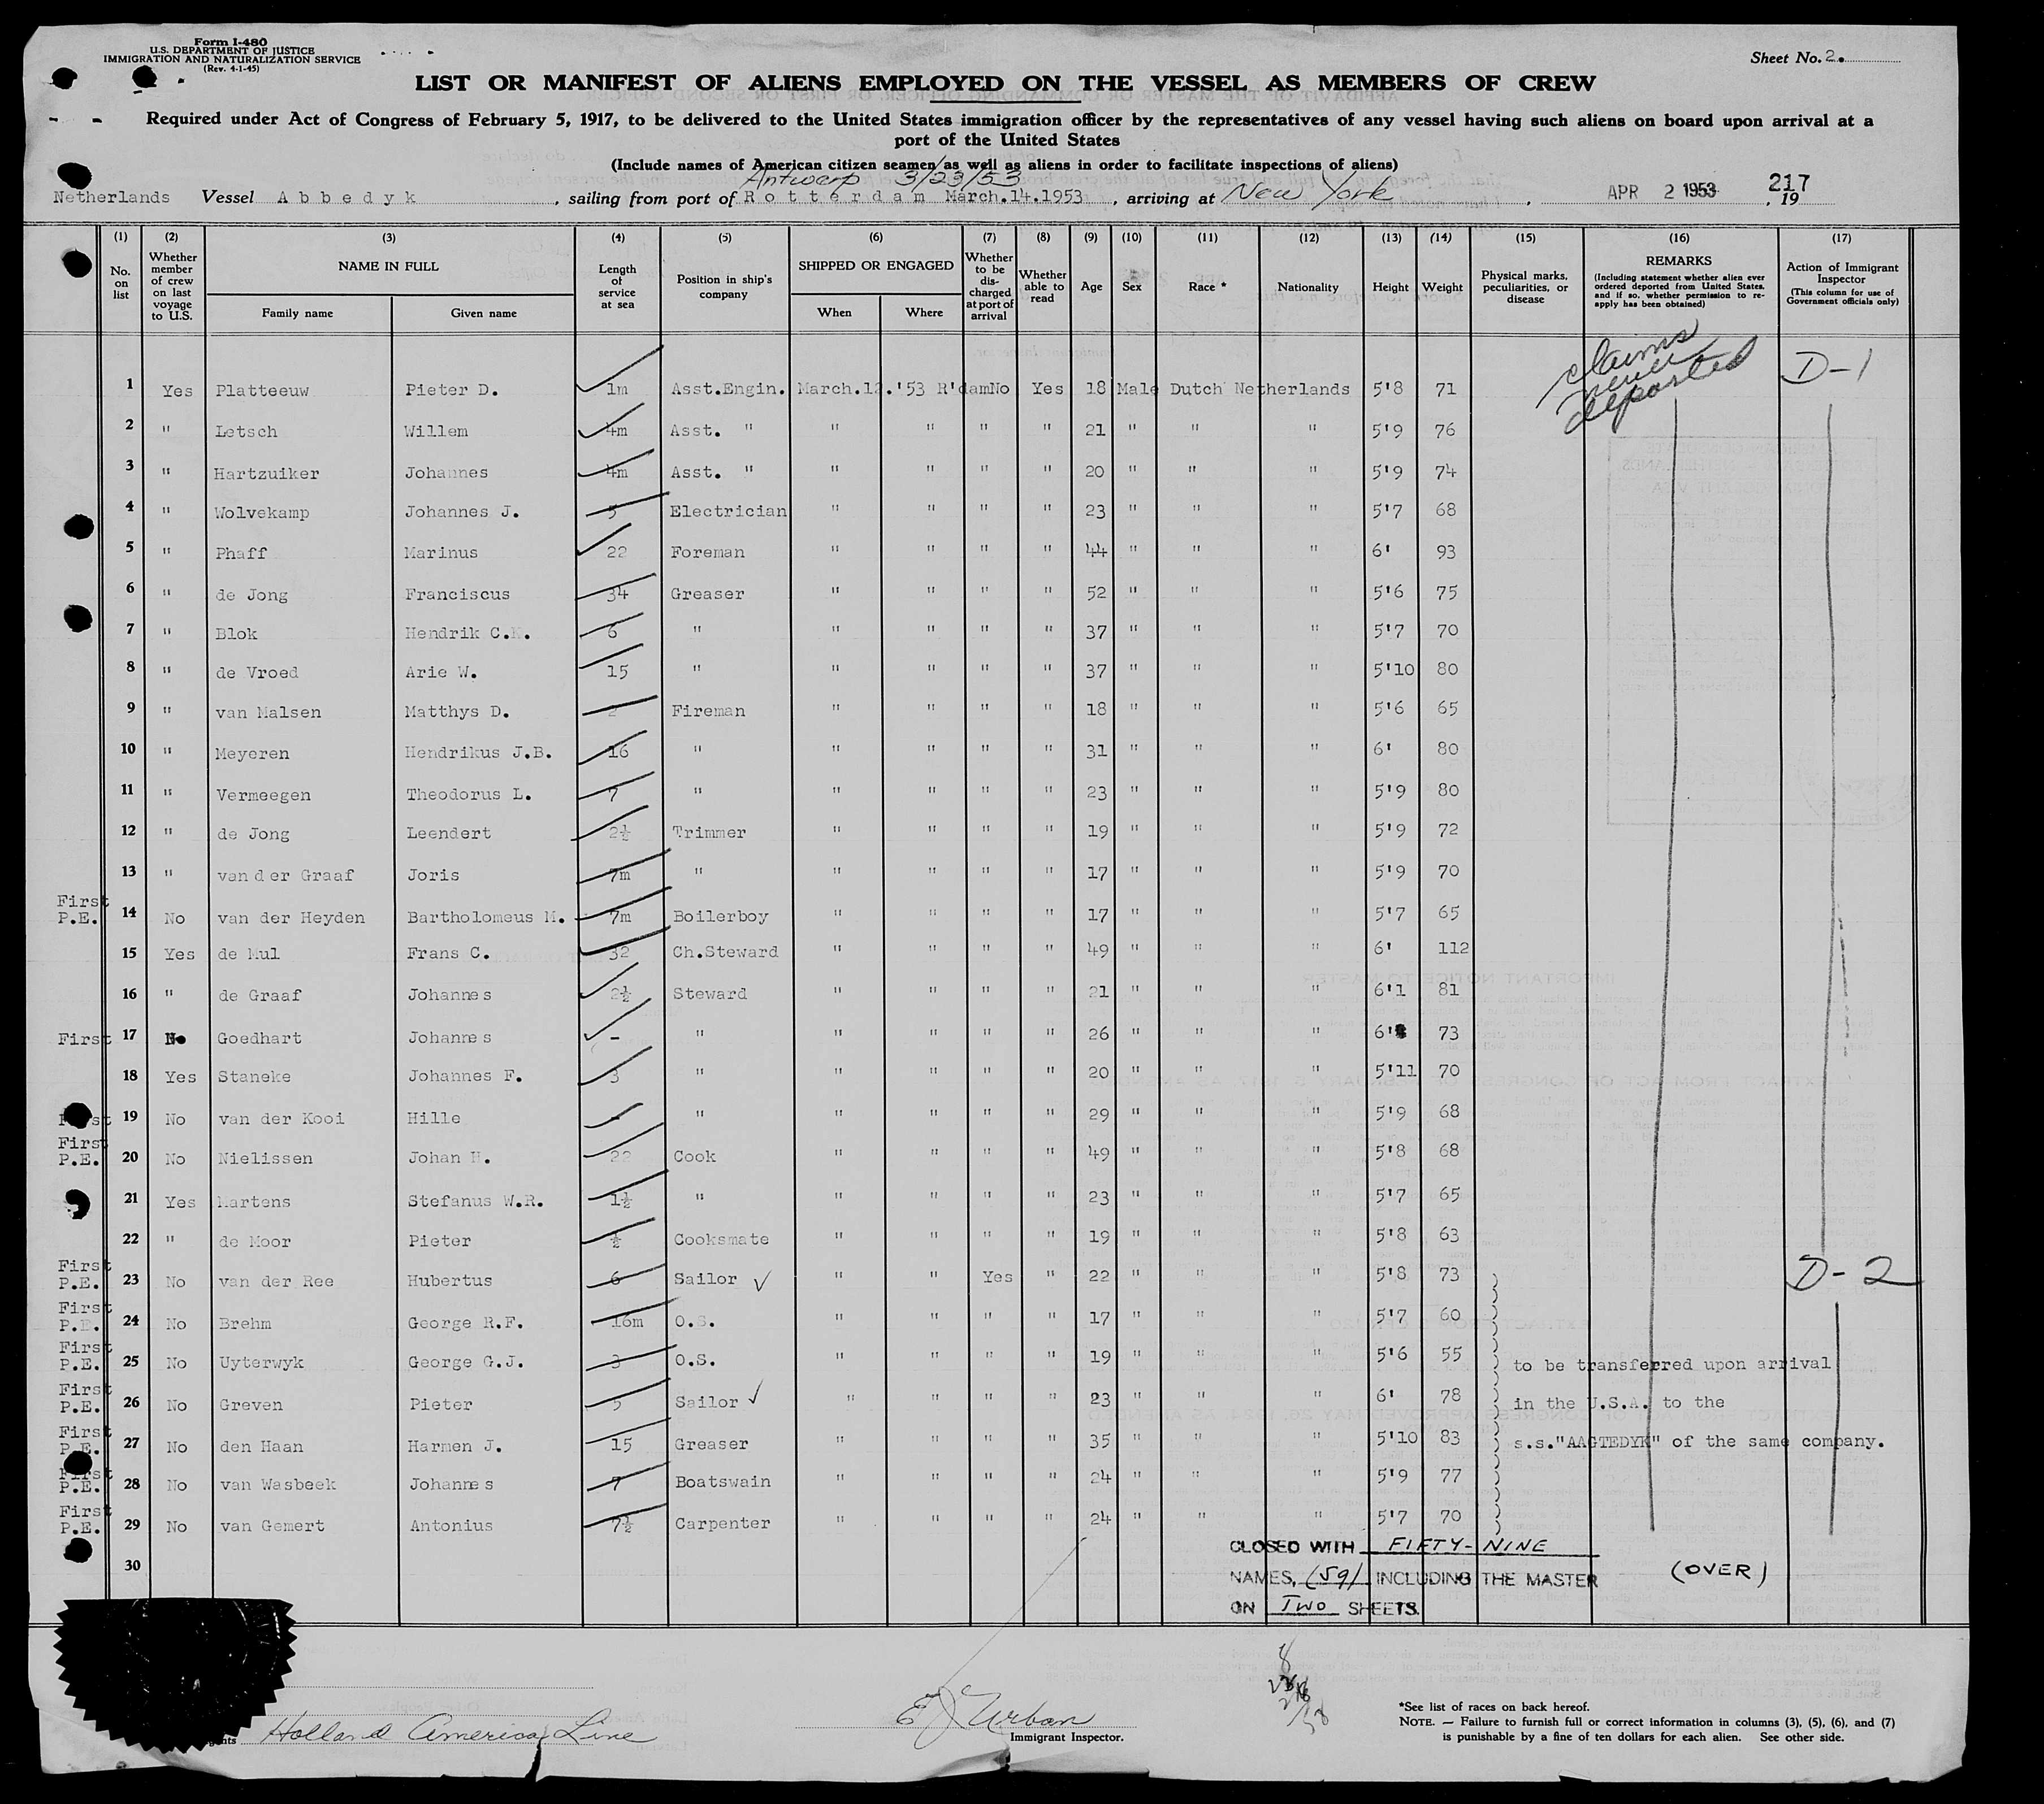 Form I-480
U.S. DEPARTMENT OF JUSTICE
IMMIGRATION AND NATURALIZATION SERVICE
(Rev. 4-1-45)
Sheet No. 2.
LIST OR MANIFEST OF ALIENS EMPLOYED ON THE VESSEL AS MEMBERS OF CREW
Required under Act of Congress of February 5, 1917, to be delivered to the United States immigration officer by the representatives of any vessel having such aliens on board upon arrival at a
port of the United States
(Include names of American citizen seamen as well as aliens in order to facilitate inspections of aliens)
Antwerp 3/23/53
Netherlands Vessel Abbedyk, sailing from port of Rotterdam March.14.1953, arriving at New York, APR 2 1953, 19 217
(1) (2) (3) (4) (5) (6) (7) (8) (9) (10) (11) (12) (13) (14) (15) (16) (17)
No. on list
Whether member of crew on last voyage to U.S.
NAME IN FULL
Family name
Given name
Length of service at sea
Position in ship's company
SHIPPED OR ENGAGED
When
Where
Whether to be discharged at port of arrival
Whether able to read
Age
Sex
Race *
Nationality
Height
Weight
Physical marks, peculiarities, or disease
REMARKS
(Including statement whether alien ever ordered deported from United States, and if so, whether permission to reapply has been obtained)
Action of Immigrant Inspector
(This column for use of Government officials only)
claims never deported
D-1
1 Yes Platteeuw Pieter D. 1m Asst.Engin. March.12.'53 R'dam No Yes 18 Male Dutch Netherlands 5'8 71
2 " Letsch Willem 4m Asst. " " " " " 21 " " " 5'9 76
3 " Hartzuiker Johannes 4m Asst. " " " " " 20 " " " 5'9 74
4 " Wolvekamp Johannes J. 5 Electrician " " " " 23 " " " 5'7 68
5 " Phaff Marinus 22 Foreman " " " " 44 " " " 6' 93
6 " de Jong Franciscus 34 Greaser " " " " 52 " " " 5'6 75
7 " Blok Hendrik C. 6 " " " " " 37 " " " 5'7 70
8 " de Vroed Arie W. 15 " " " " " 37 " " " 5'10 80
9 " van Malsen Matthys D. 2 Fireman " " " " 18 " " " 5'6 65
10 " Meyeren Hendrikus J.B. 16 " " " " " 31 " " " 6' 80
11 " Vermeegen Theodorus L. 7 " " " " " 23 " " " 5'9 80
12 " de Jong Leendert 2½ Trimmer " " " " 19 " " " 5'9 72
13 " van der Graaf Joris 7m " " " " " 17 " " " 5'9 70
First P.E. 14 No van der Heyden Bartholomeus M. 7m Boilerboy " " " " 17 " " " 5'7 65
15 Yes de Mul Frans C. 32 Ch.Steward " " " " 49 " " " 6' 112
16 " de Graaf Johannes 2½ Steward " " " " 21 " " " 6'1 81
First 17 No Goedhart Johannes - " " " " " 26 " " " 6' 73
18 Yes Staneke Johannes F. 3 " " " " " 20 " " " 5'11 70
First 19 No van der Kooi Hille - " " " " " 29 " " " 5'9 68
First P.E. 20 No Nielissen Johan H. 22 Cook " " " " 49 " " " 5'8 68
21 Yes Martens Stefanus W.R. 1½ " " " " " 23 " " " 5'7 65
22 " de Moor Pieter ½ Cooksmate " " " " 19 " " " 5'8 63
First P.E. 23 No van der Ree Hubertus 6 Sailor " " Yes " 22 " " " 5'8 73 D-2
First P.E. 24 No Brehm George R.F. 16m O.S. " " " " 17 " " " 5'7 60
First P.E. 25 No Uyterwyk George G.J. 3 O.S. " " " " 19 " " " 5'6 55 to be transferred upon arrival
First P.E. 26 No Greven Pieter 5 Sailor " " " " 23 " " " 6' 78 in the U.S.A. to the
First P.E. 27 No den Haan Harmen J. 15 Greaser " " " " 35 " " " 5'10 83 s.s."AAGTEDYK" of the same company.
First P.E. 28 No van Wasbeek Johannes 7 Boatswain " " " " 24 " " " 5'9 77
First P.E. 29 No van Gemert Antonius 7½ Carpenter " " " " 24 " " " 5'7 70
30
CLOSED WITH FIFTY-NINE
NAMES, (59) INCLUDING THE MASTER
ON TWO SHEETS.
(OVER)
Holland America Line
E J Urban
Immigrant Inspector.
*See list of races on back hereof.
NOTE. — Failure to furnish full or correct information in columns (3), (5), (6), and (7)
is punishable by a fine of ten dollars for each alien. See other side.